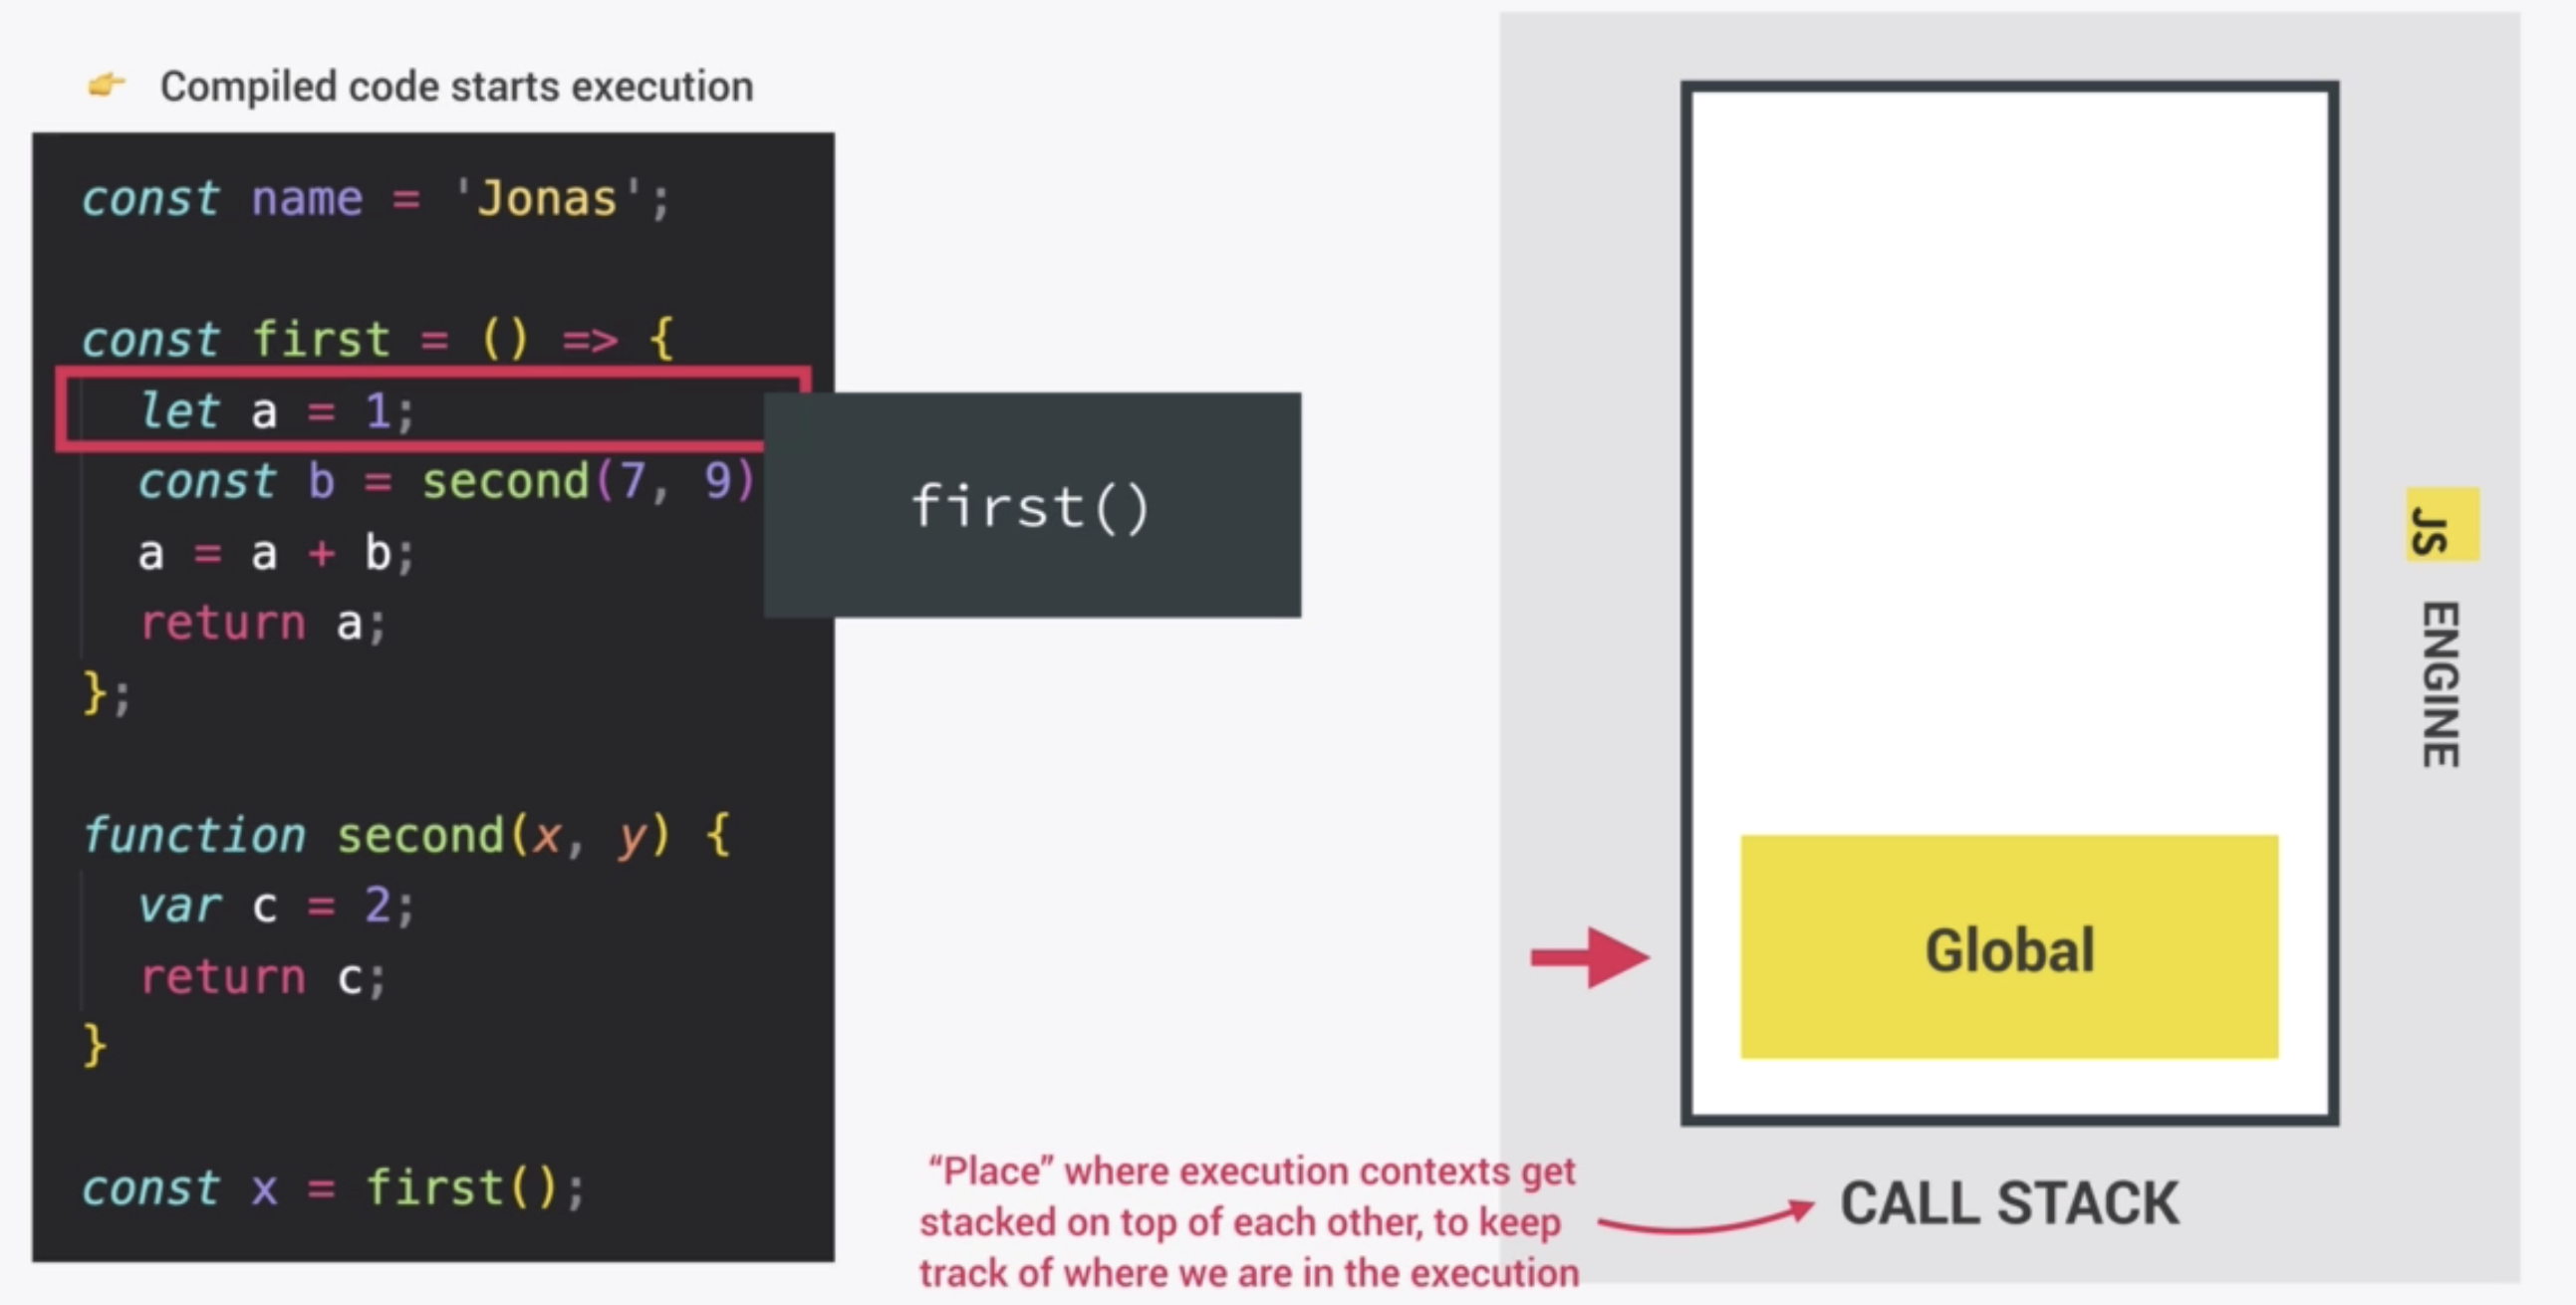 Compiled code starts execution
const name = 'Jonas';
const first = () => {
let a = 1;
const b = second(7, 9)
a = a + b;
return a;
};
function second(x, y) {
var c = 2;
return c;
}
const x = first();
first()
Global
CALL STACK
“Place” where execution contexts get
stacked on top of each other, to keep
track of where we are in the execution
JS ENGINE